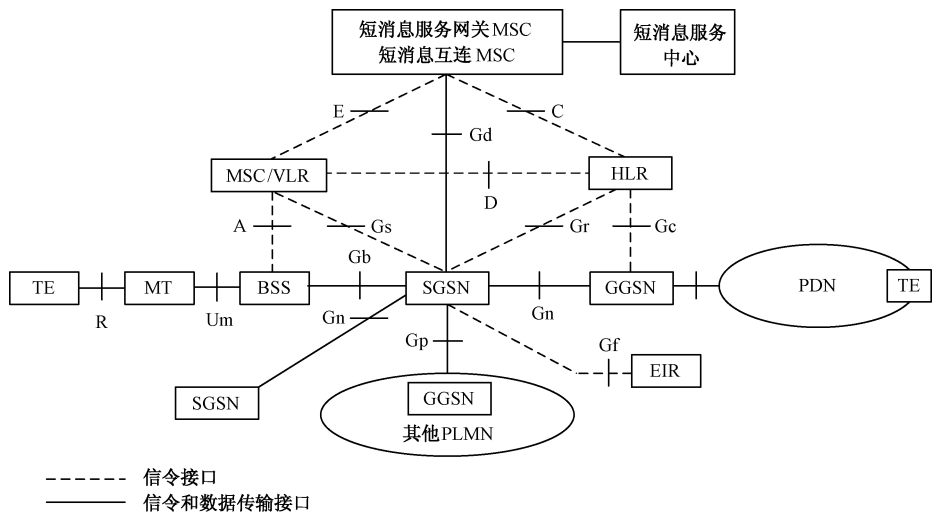 短消息服务网关MSC
短消息互连MSC
短消息服务
中心
E
C
Gd
MSC/VLR
HLR
D
A
Gs
Gr
Gc
Gb
TE
MT
BSS
SGSN
GGSN
PDN
TE
R
Um
Gn
Gn
Gp
Gf
EIR
SGSN
GGSN
其他PLMN
信令接口
信令和数据传输接口